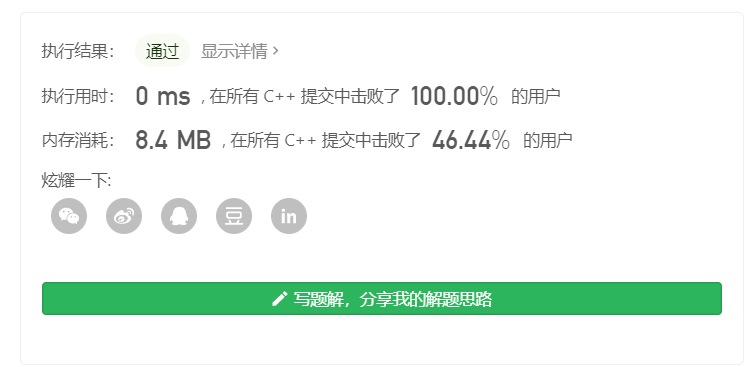 执行结果： 通过 显示详情 >
执行用时： 0 ms , 在所有 C++ 提交中击败了 100.00% 的用户
内存消耗： 8.4 MB , 在所有 C++ 提交中击败了 46.44% 的用户
炫耀一下:
豆 in
写题解，分享我的解题思路